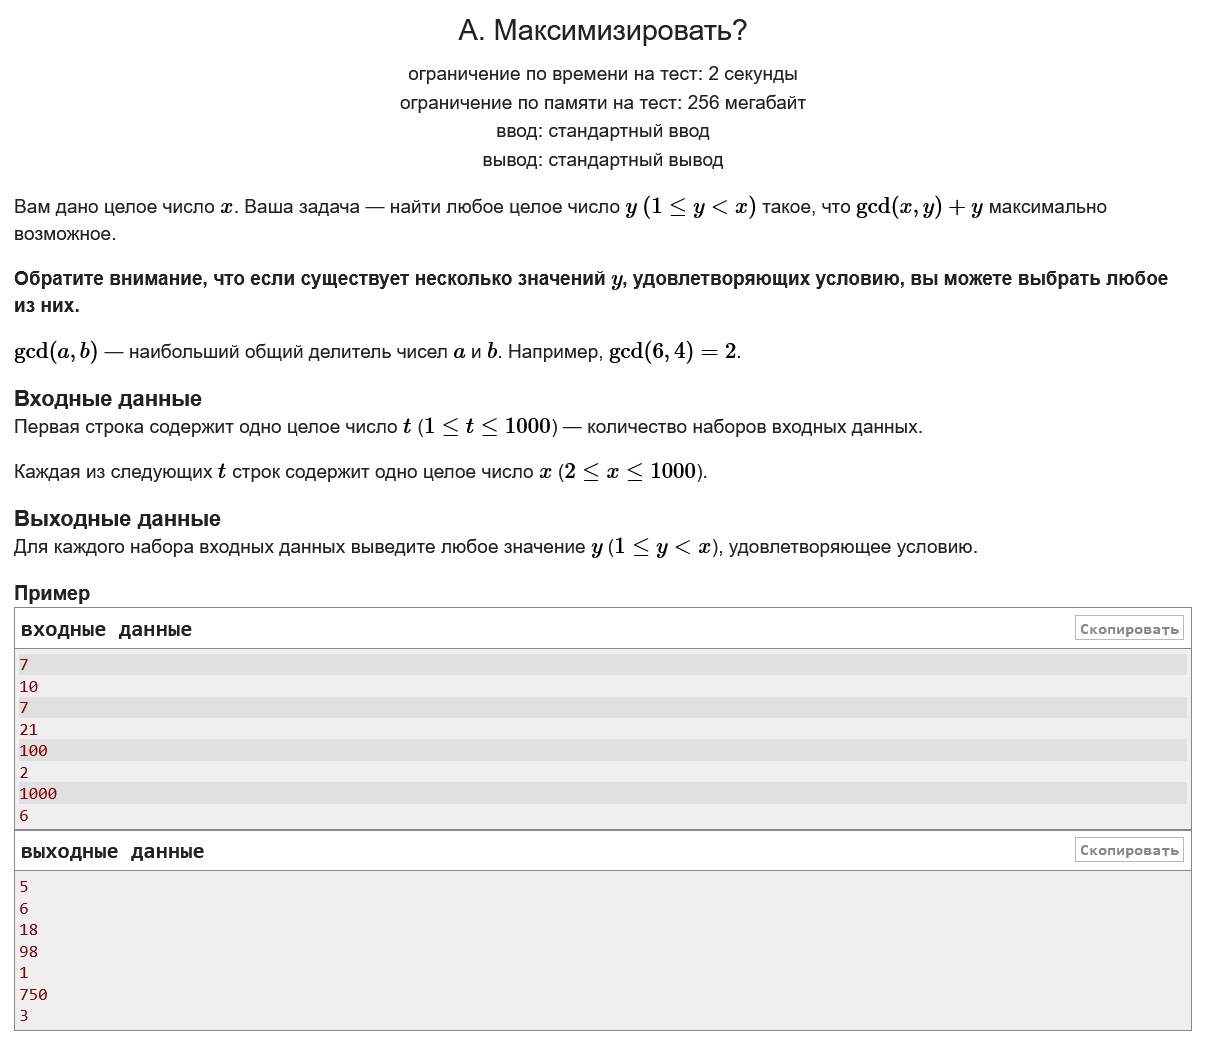 A. Максимизировать?
ограничение по времени на тест: 2 секунды
ограничение по памяти на тест: 256 мегабайт
ввод: стандартный ввод
вывод: стандартный вывод
Вам дано целое число x. Ваша задача — найти любое целое число y (1 ≤ y < x) такое, что gcd(x, y) + y максимально
возможное.
Обратите внимание, что если существует несколько значений y, удовлетворяющих условию, вы можете выбрать любое
из них.
gcd(a, b) — наибольший общий делитель чисел a и b. Например, gcd(6, 4) = 2.
Входные данные
Первая строка содержит одно целое число t (1 ≤ t ≤ 1000) — количество наборов входных данных.
Каждая из следующих t строк содержит одно целое число x (2 ≤ x ≤ 1000).
Выходные данные
Для каждого набора входных данных выведите любое значение y (1 ≤ y < x), удовлетворяющее условию.
Пример
входные данные
Скопировать
7
10
7
21
100
2
1000
6
выходные данные
Скопировать
5
6
18
98
1
750
3